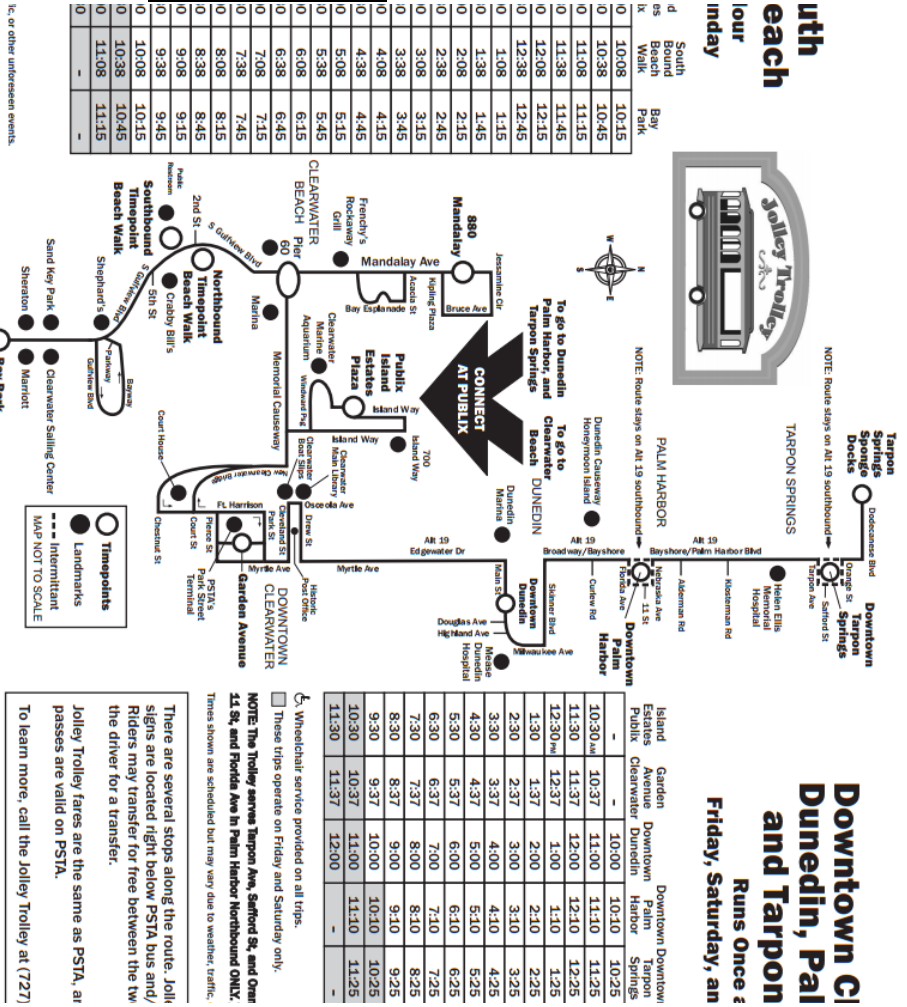 uth
each
lour
nday
South
Bound
Beach
Walk
Bay
Park
10:08 10:15
10:38 10:45
11:08 11:15
11:38 11:45
12:08 12:15
12:38 12:45
1:08 1:15
1:38 1:45
2:08 2:15
2:38 2:45
3:08 3:15
3:38 3:45
4:08 4:15
4:38 4:45
5:08 5:15
5:38 5:45
6:08 6:15
6:38 6:45
7:08 7:15
7:38 7:45
8:08 8:15
8:38 8:45
9:08 9:15
9:38 9:45
10:08 10:15
10:38 10:45
11:08 11:15
- -
ic, or other unforeseen events.
Jolley Trolley
N
W
E
S
Tarpon
Springs
Sponge
Docks
Dodecanese Blvd
Downtown
Tarpon
Springs
Orange St
Safford St
Tarpon Ave
NOTE: Route stays on Alt 19 southbound
TARPON SPRINGS
Helen Ellis
Memorial
Hospital
Klosterman Rd
Alt 19
Bayshore/Palm Harbor Blvd
Alderman Rd
PALM HARBOR
Nebraska Ave
11 St
Florida Ave
Downtown
Palm
Harbor
NOTE: Route stays on Alt 19 southbound
Dunedin Causeway
Honeymoon Island
Alt 19
Broadway/Bayshore
Curlew Rd
DUNEDIN
Skinner Blvd
Milwaukee Ave
Downtown
Dunedin
Main St
Dunedin
Marina
Douglas Ave
Highland Ave
Mease
Dunedin
Hospital
To go to Dunedin
Palm Harbor, and
Tarpon Springs
To go to
Clearwater
Beach
CONNECT
AT PUBLIX
Jessamine Cir
880
Mandalay
Bruce Ave
Kipling Plaza
Acacia St
Mandalay Ave
Bay Esplanade
Frenchy's
Rockaway
Grill
CLEARWATER
BEACH
Pier
60
Marina
Publix
Island
Estates
Plaza
Island Way
Clearwater
Marine
Aquarium
Windward Psg
700
Island Way
Island Way
Alt 19
Edgewater Dr
Memorial Causeway
Clearwater
Main Library
Clearwater
Boat Slips
Osceola Ave
Drew St
Myrtle Ave
Historic
Post Office
Cleveland St
Park St
Myrtle Ave
DOWNTOWN
CLEARWATER
Garden Avenue
PSTA's
Park Street
Terminal
Ft. Harrison
New Clearwater Bridge
Pierce St
Court St
Chestnut St
Court House
S Gulfview Blvd
Northbound
Timepoint
Beach Walk
2nd St
Public
Restroom
Southbound
Timepoint
Beach Walk
Crabby Bill's
5th St
S Gulfview Blvd
Shephard's
Bayway
Parkway
Gulfview Blvd
Sand Key Park
Clearwater Sailing Center
Sheraton
Marriott
Bay Park
Timepoints
Landmarks
Intermittant
MAP NOT TO SCALE
Downtown Cl
Dunedin, Pal
and Tarpon
Runs Once a
Friday, Saturday, an
Island
Estates
Publix
Garden
Avenue
Clearwater
Downtown
Dunedin
Downtown
Palm
Harbor
Downtown
Tarpon
Springs
- - 10:00 10:10 10:25
10:30 AM 10:37 11:00 11:10 11:25
11:30 11:37 12:00 12:10 12:25
12:30 PM 12:37 1:00 1:10 1:25
1:30 1:37 2:00 2:10 2:25
2:30 2:37 3:00 3:10 3:25
3:30 3:37 4:00 4:10 4:25
4:30 4:37 5:00 5:10 5:25
5:30 5:37 6:00 6:10 6:25
6:30 6:37 7:00 7:10 7:25
7:30 7:37 8:00 8:10 8:25
8:30 8:37 9:00 9:10 9:25
9:30 9:37 10:00 10:10 10:25
10:30 10:37 11:00 11:10 11:25
11:30 11:37 12:00 - -
Wheelchair service provided on all trips.
These trips operate on Friday and Saturday only.
NOTE: The Trolley serves Tarpon Ave, Safford St, and Oran
11 St, and Florida Ave in Palm Harbor Northbound ONLY.
Times shown are scheduled but may vary due to weather, traffic,
There are several stops along the route. Jolle
signs are located right below PSTA bus and/
Riders may transfer for free between the tw
the driver for a transfer.
Jolley Trolley fares are the same as PSTA, ar
passes are valid on PSTA.
To learn more, call the Jolley Trolley at (727)